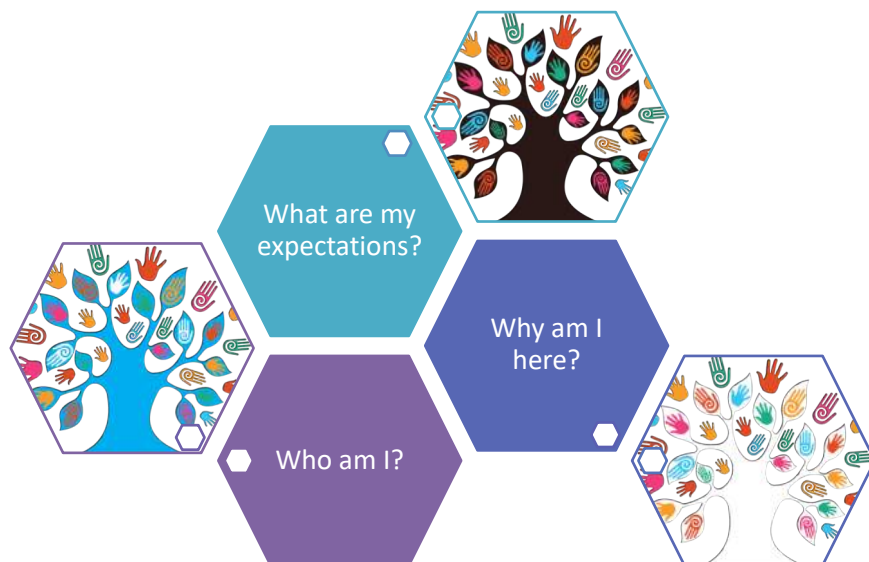 What are my
expectations?
Why am I
here?
Who am I?